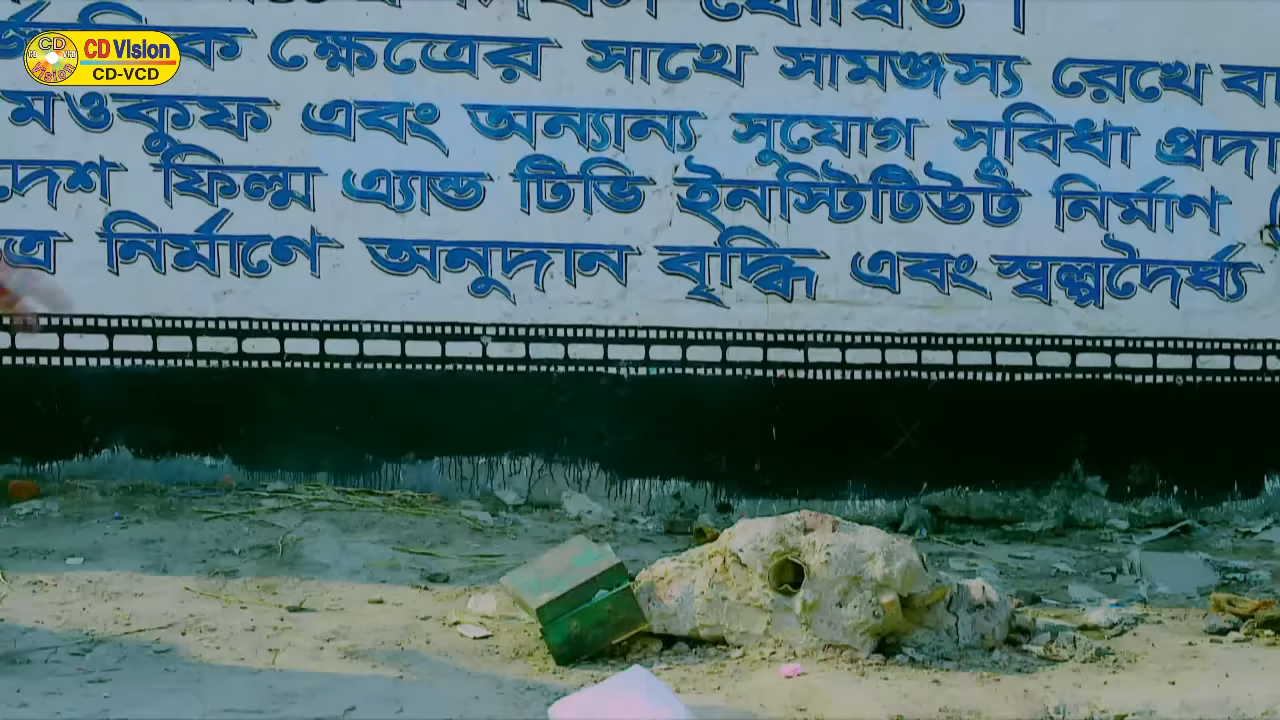 CD Vision
CD-VCD
ক্ষেত্রের সাথে সামঞ্জস্য রেখে
মওকুফ এবং অন্যান্য সুযোগ সুবিধা
ফিল্ম এ্যান্ড টিভি ইনস্টিটিউট নির্মাণ
নির্মাণে অনুদান বৃদ্ধি এবং স্বল্পদৈর্ঘ্য